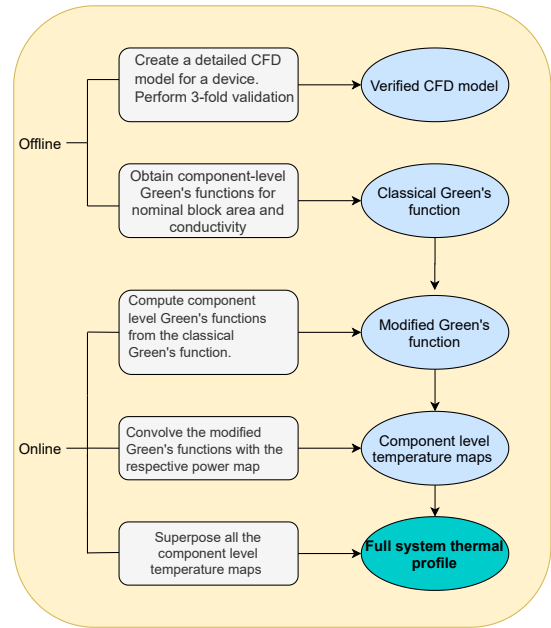 Offline
Create a detailed CFD
model for a device.
Perform 3-fold validation
Verified CFD model
Obtain component-level
Green's functions for
nominal block area and
conductivity
Classical Green's
function
Online
Compute component
level Green's functions
from the classical
Green's function.
Modified Green's
function
Convolve the modified
Green's functions with the
respective power map
Component level
temperature maps
Superpose all the
component level
temperature maps
Full system thermal
profile